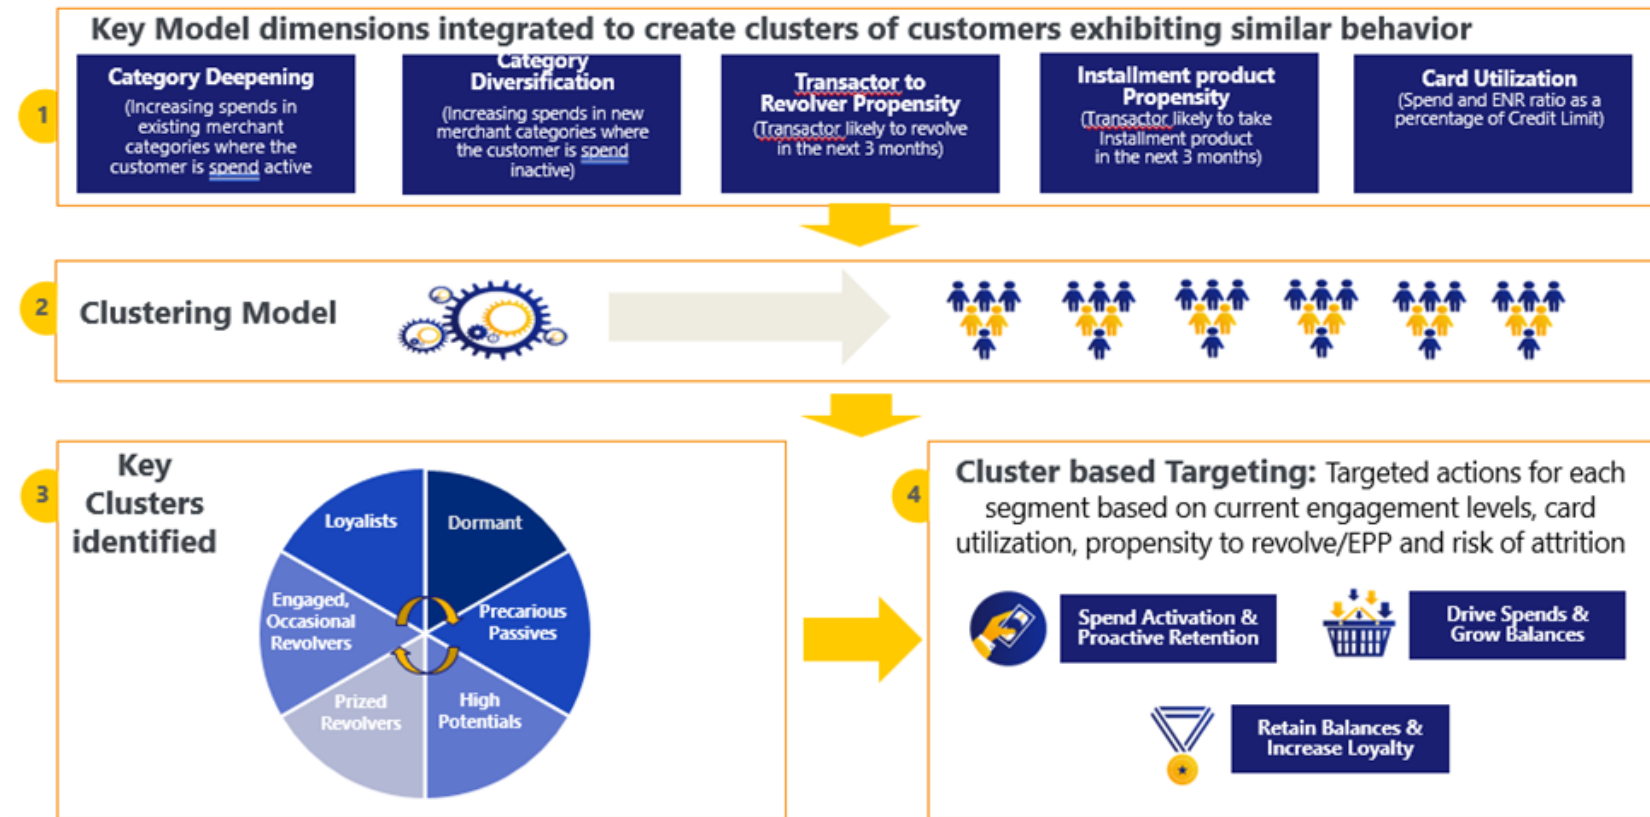 Key Model dimensions integrated to create clusters of customers exhibiting similar behavior
1
Category Deepening
(Increasing spends in
existing merchant
categories where the
customer is spend active
Category
Diversification
(Increasing spends in new
merchant categories where
the customer is spend
inactive)
Transactor to
Revolver Propensity
(Transactor likely to revolve
in the next 3 months)
Installment product
Propensity
(Transactor likely to take
Installment product
in the next 3 months)
Card Utilization
(Spend and ENR ratio as a
percentage of Credit Limit)
2
Clustering Model
3
Key
Clusters
identified
Loyalists
Dormant
Engaged,
Occasional
Revolvers
Precarious
Passives
Prized
Revolvers
High
Potentials
4
Cluster based Targeting: Targeted actions for each
segment based on current engagement levels, card
utilization, propensity to revolve/EPP and risk of attrition
Spend Activation &
Proactive Retention
Drive Spends &
Grow Balances
Retain Balances &
Increase Loyalty